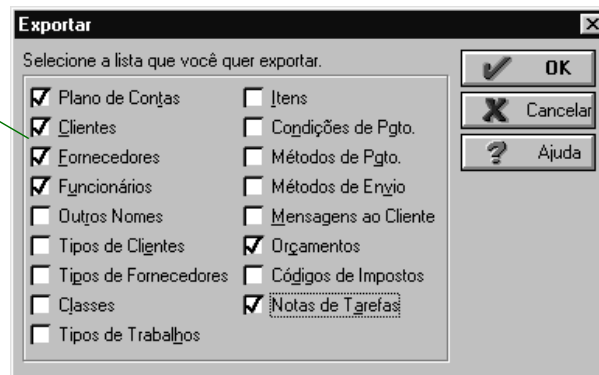 Exportar
Selecione a lista que você quer exportar.
Plano de Contas
Clientes
Fornecedores
Funcionários
Outros Nomes
Tipos de Clientes
Tipos de Fornecedores
Classes
Tipos de Trabalhos
Itens
Condições de Pgto.
Métodos de Pgto.
Métodos de Envio
Mensagens ao Cliente
Orçamentos
Códigos de Impostos
Notas de Tarefas
OK
Cancelar
Ajuda